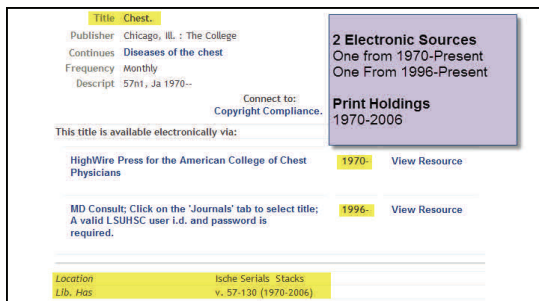 Title Chest.
Publisher Chicago, Ill. : The College
Continues Diseases of the chest
Frequency Monthly
Descript 57n1, Ja 1970--
Connect to:
Copyright Compliance.
2 Electronic Sources
One from 1970-Present
One From 1996-Present
Print Holdings
1970-2006
This title is available electronically via:
HighWire Press for the American College of Chest
Physicians
1970-
View Resource
MD Consult; Click on the 'Journals' tab to select title;
A valid LSUHSC user i.d. and password is
required.
1996-
View Resource
Location Ische Serials Stacks
Lib. Has v. 57-130 (1970-2006)